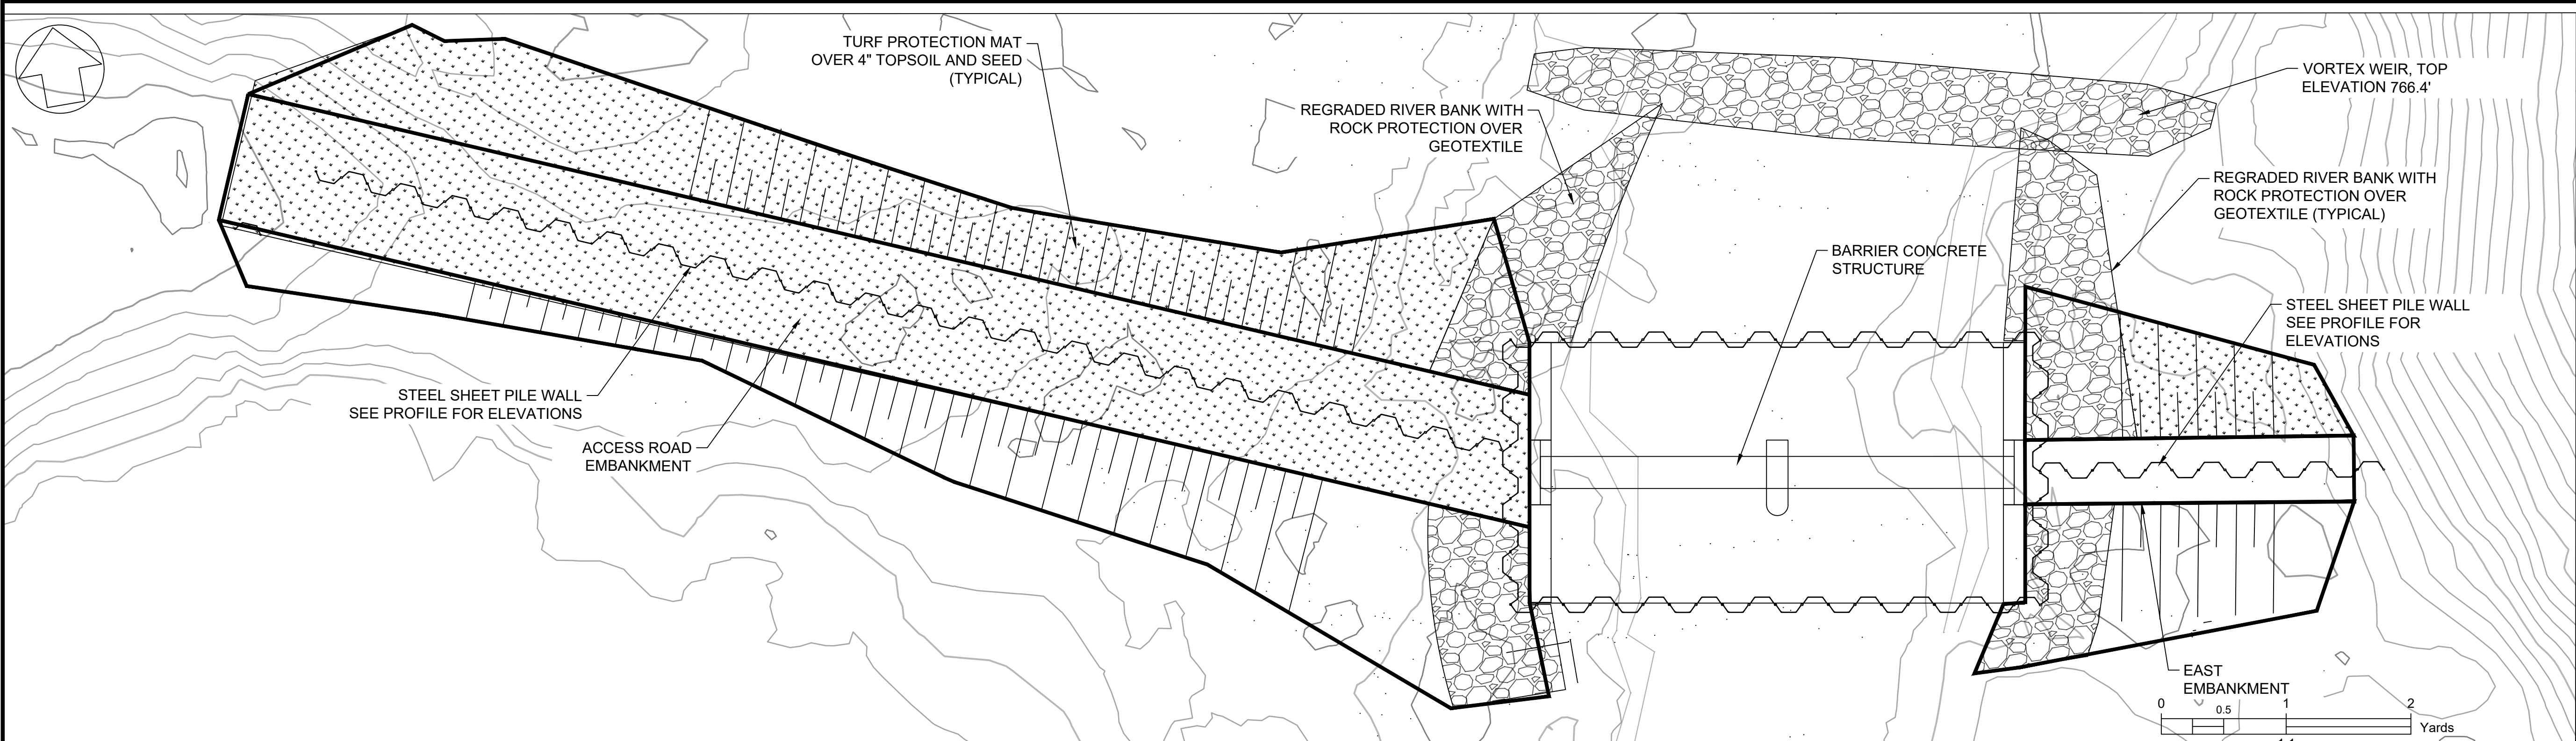 TURF PROTECTION MAT
OVER 4" TOPSOIL AND SEED
(TYPICAL)
REGRADED RIVER BANK WITH
ROCK PROTECTION OVER
GEOTEXTILE
VORTEX WEIR, TOP
ELEVATION 766.4'
REGRADED RIVER BANK WITH
ROCK PROTECTION OVER
GEOTEXTILE (TYPICAL)
BARRIER CONCRETE
STRUCTURE
STEEL SHEET PILE WALL
SEE PROFILE FOR
ELEVATIONS
STEEL SHEET PILE WALL
SEE PROFILE FOR ELEVATIONS
ACCESS ROAD
EMBANKMENT
EAST
EMBANKMENT
0 0.5 1 2
Yards